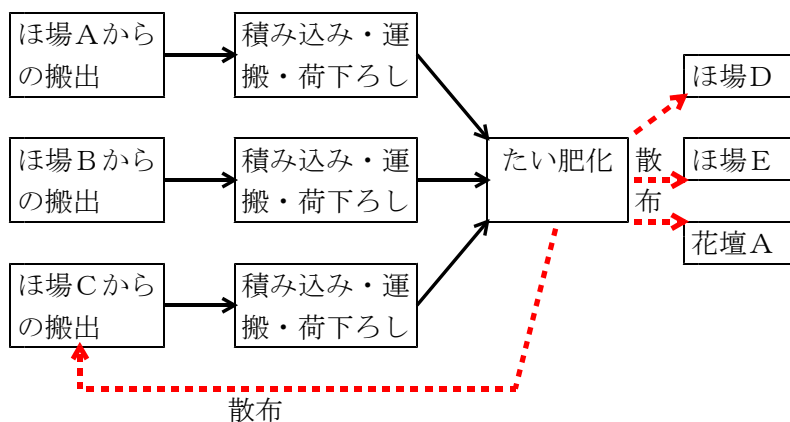 ほ場Aから
の搬出
積み込み・運
搬・荷下ろし
ほ場Bから
の搬出
積み込み・運
搬・荷下ろし
ほ場Cから
の搬出
積み込み・運
搬・荷下ろし
たい肥化
散
布
ほ場D
ほ場E
花壇A
散布